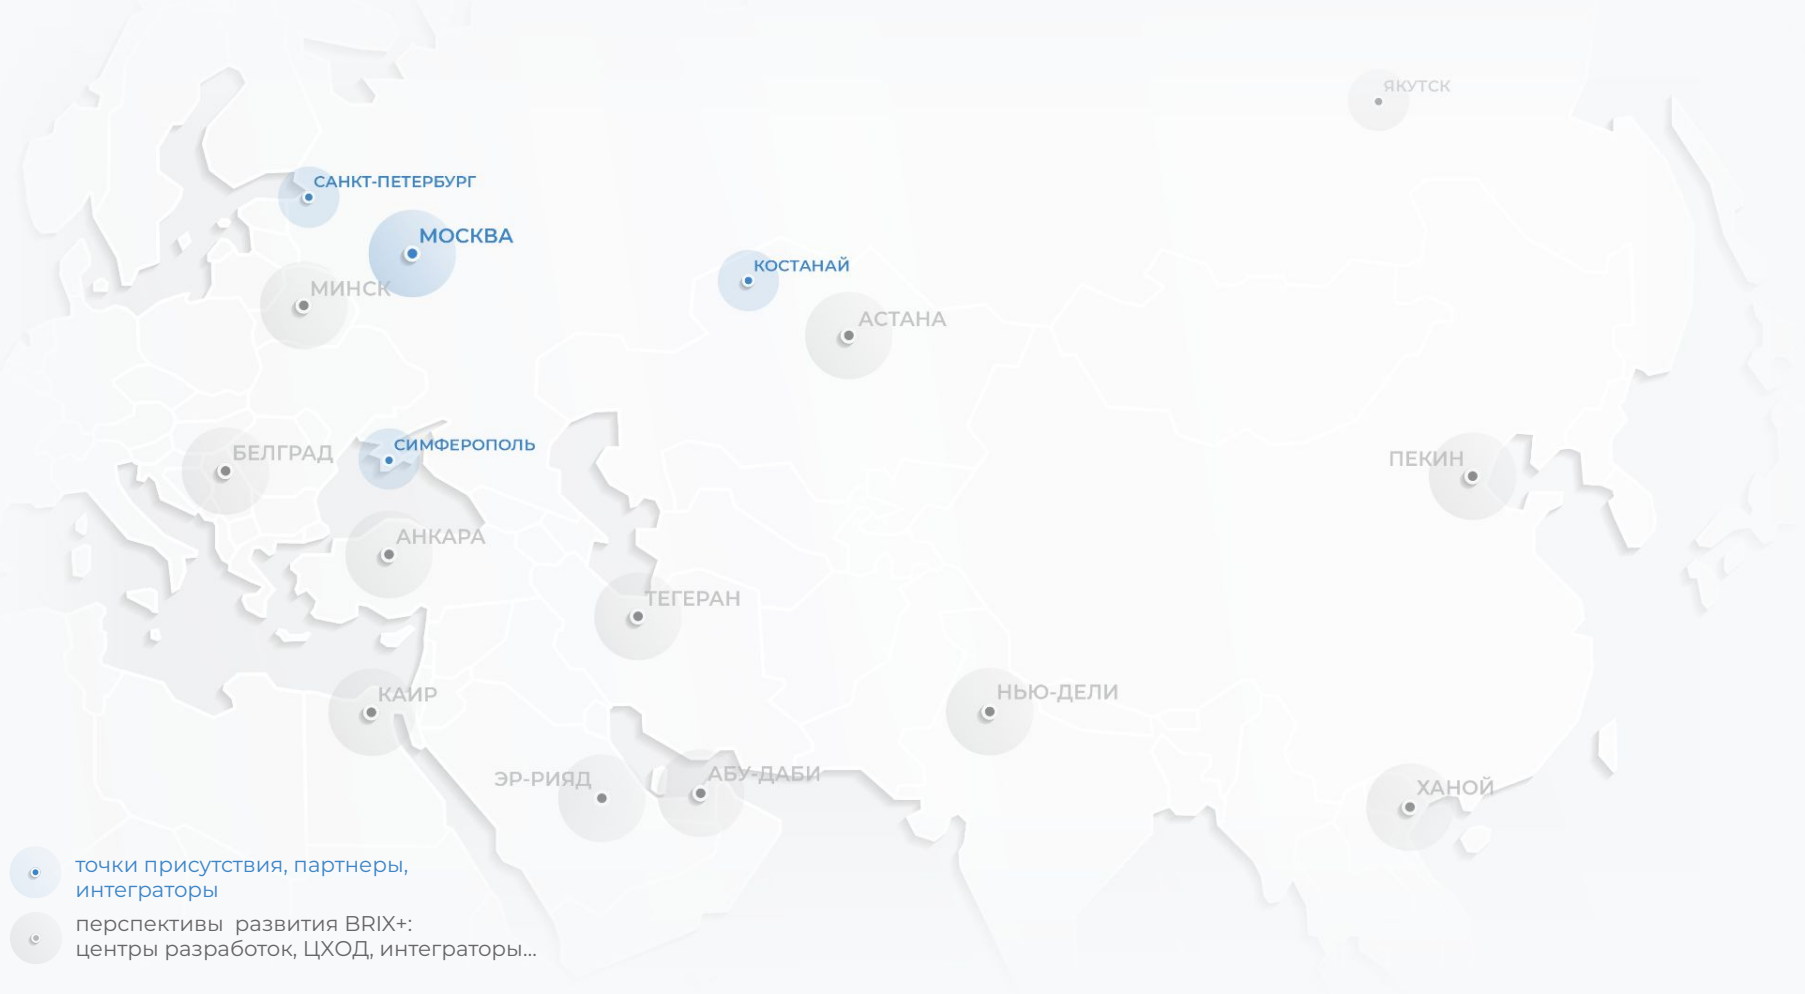 ЯКУТСК
САНКТ-ПЕТЕРБУРГ
МОСКВА
КОСТАНАЙ
МИНСК
АСТАНА
СИМФЕРОПОЛЬ
БЕЛГРАД
ПЕКИН
АНКАРА
ТЕГЕРАН
КАИР
НЬЮ-ДЕЛИ
ЭР-РИЯД
АБУ-ДАБИ
ХАНОЙ
точки присутствия, партнеры,
интеграторы
перспективы развития BRIX+:
центры разработок, ЦХОД, интеграторы...